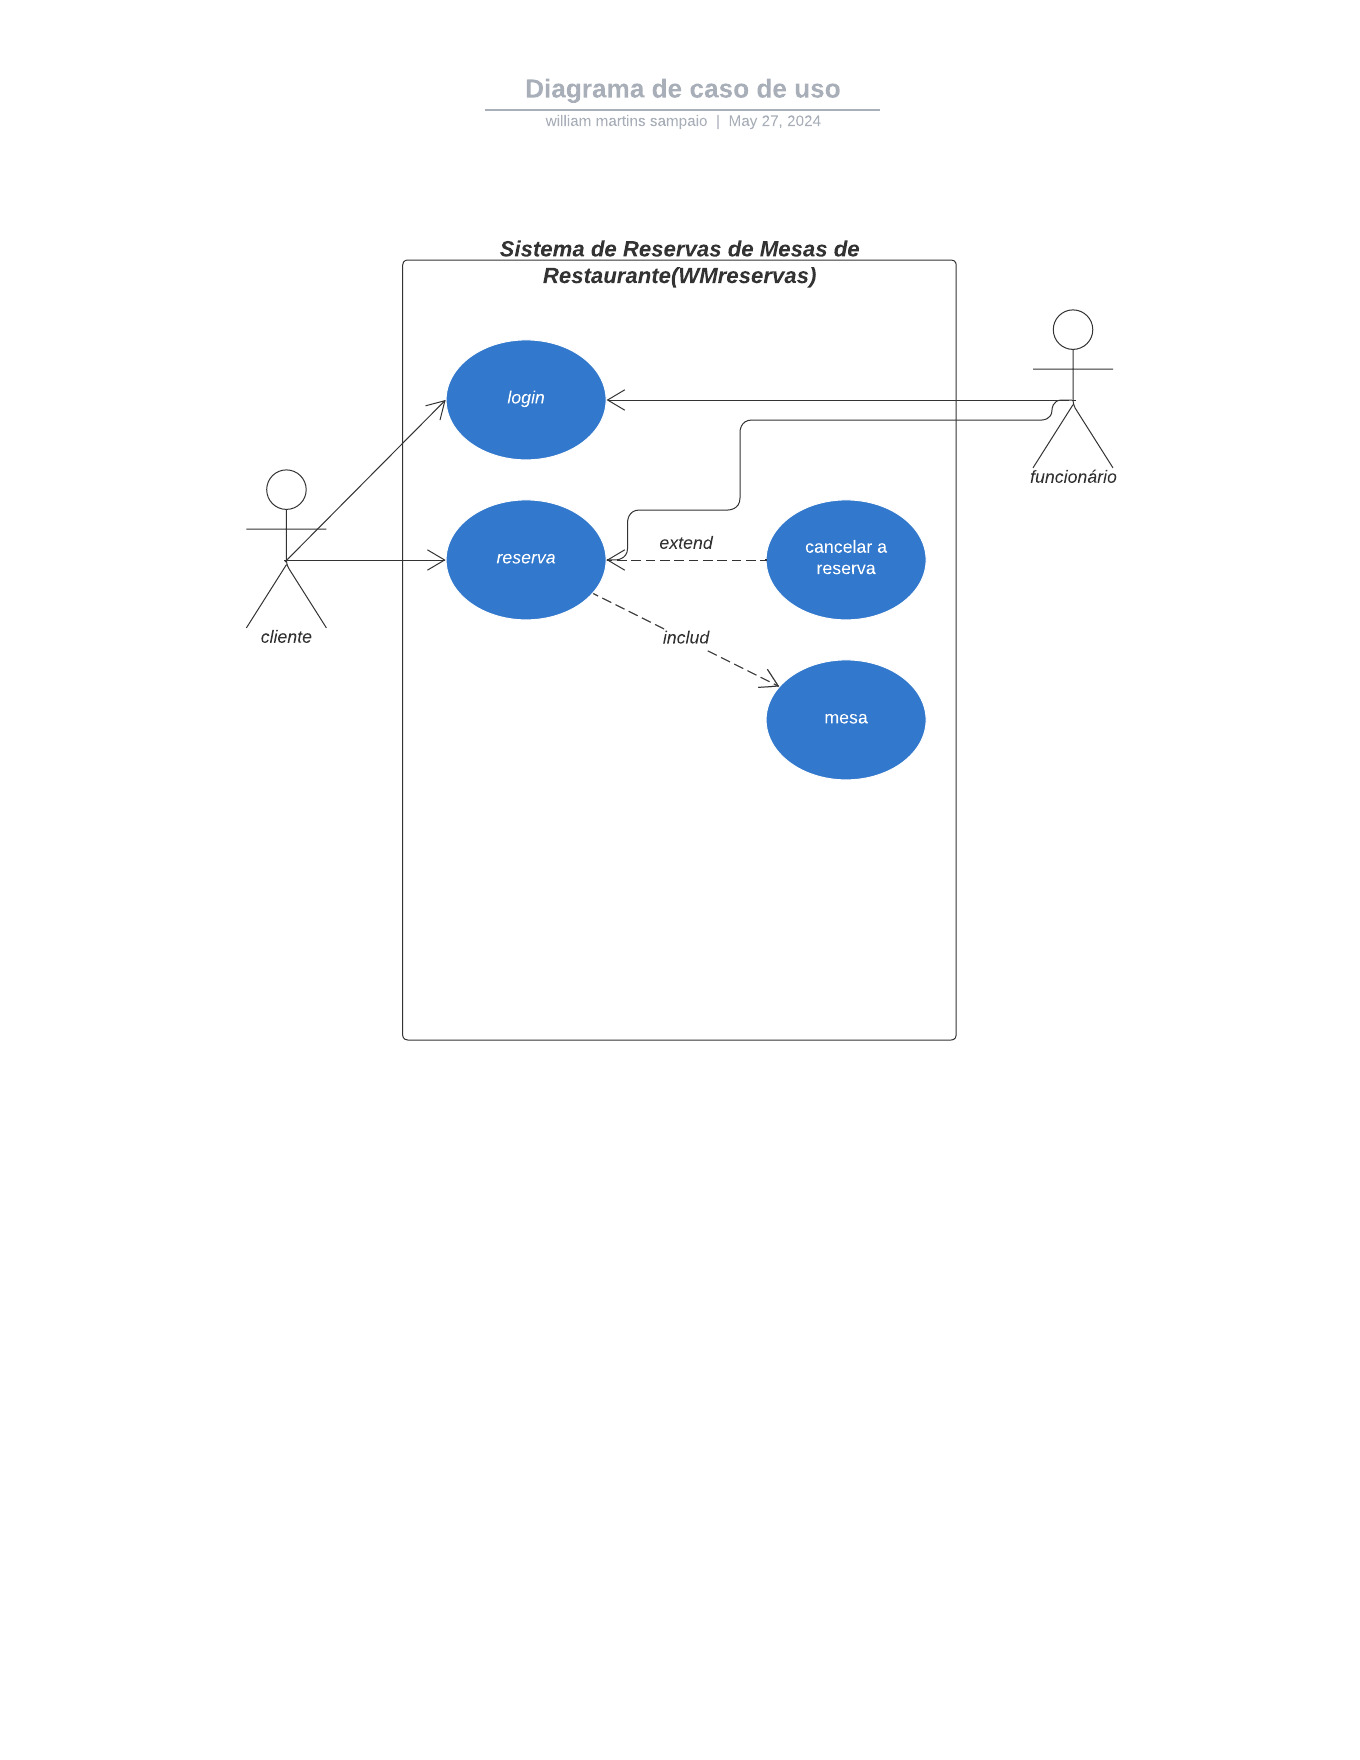 Diagrama de caso de uso
william martins sampaio | May 27, 2024
Sistema de Reservas de Mesas de
Restaurante(WMreservas)
login
funcionário
reserva
extend
cancelar a
reserva
cliente
includ
mesa